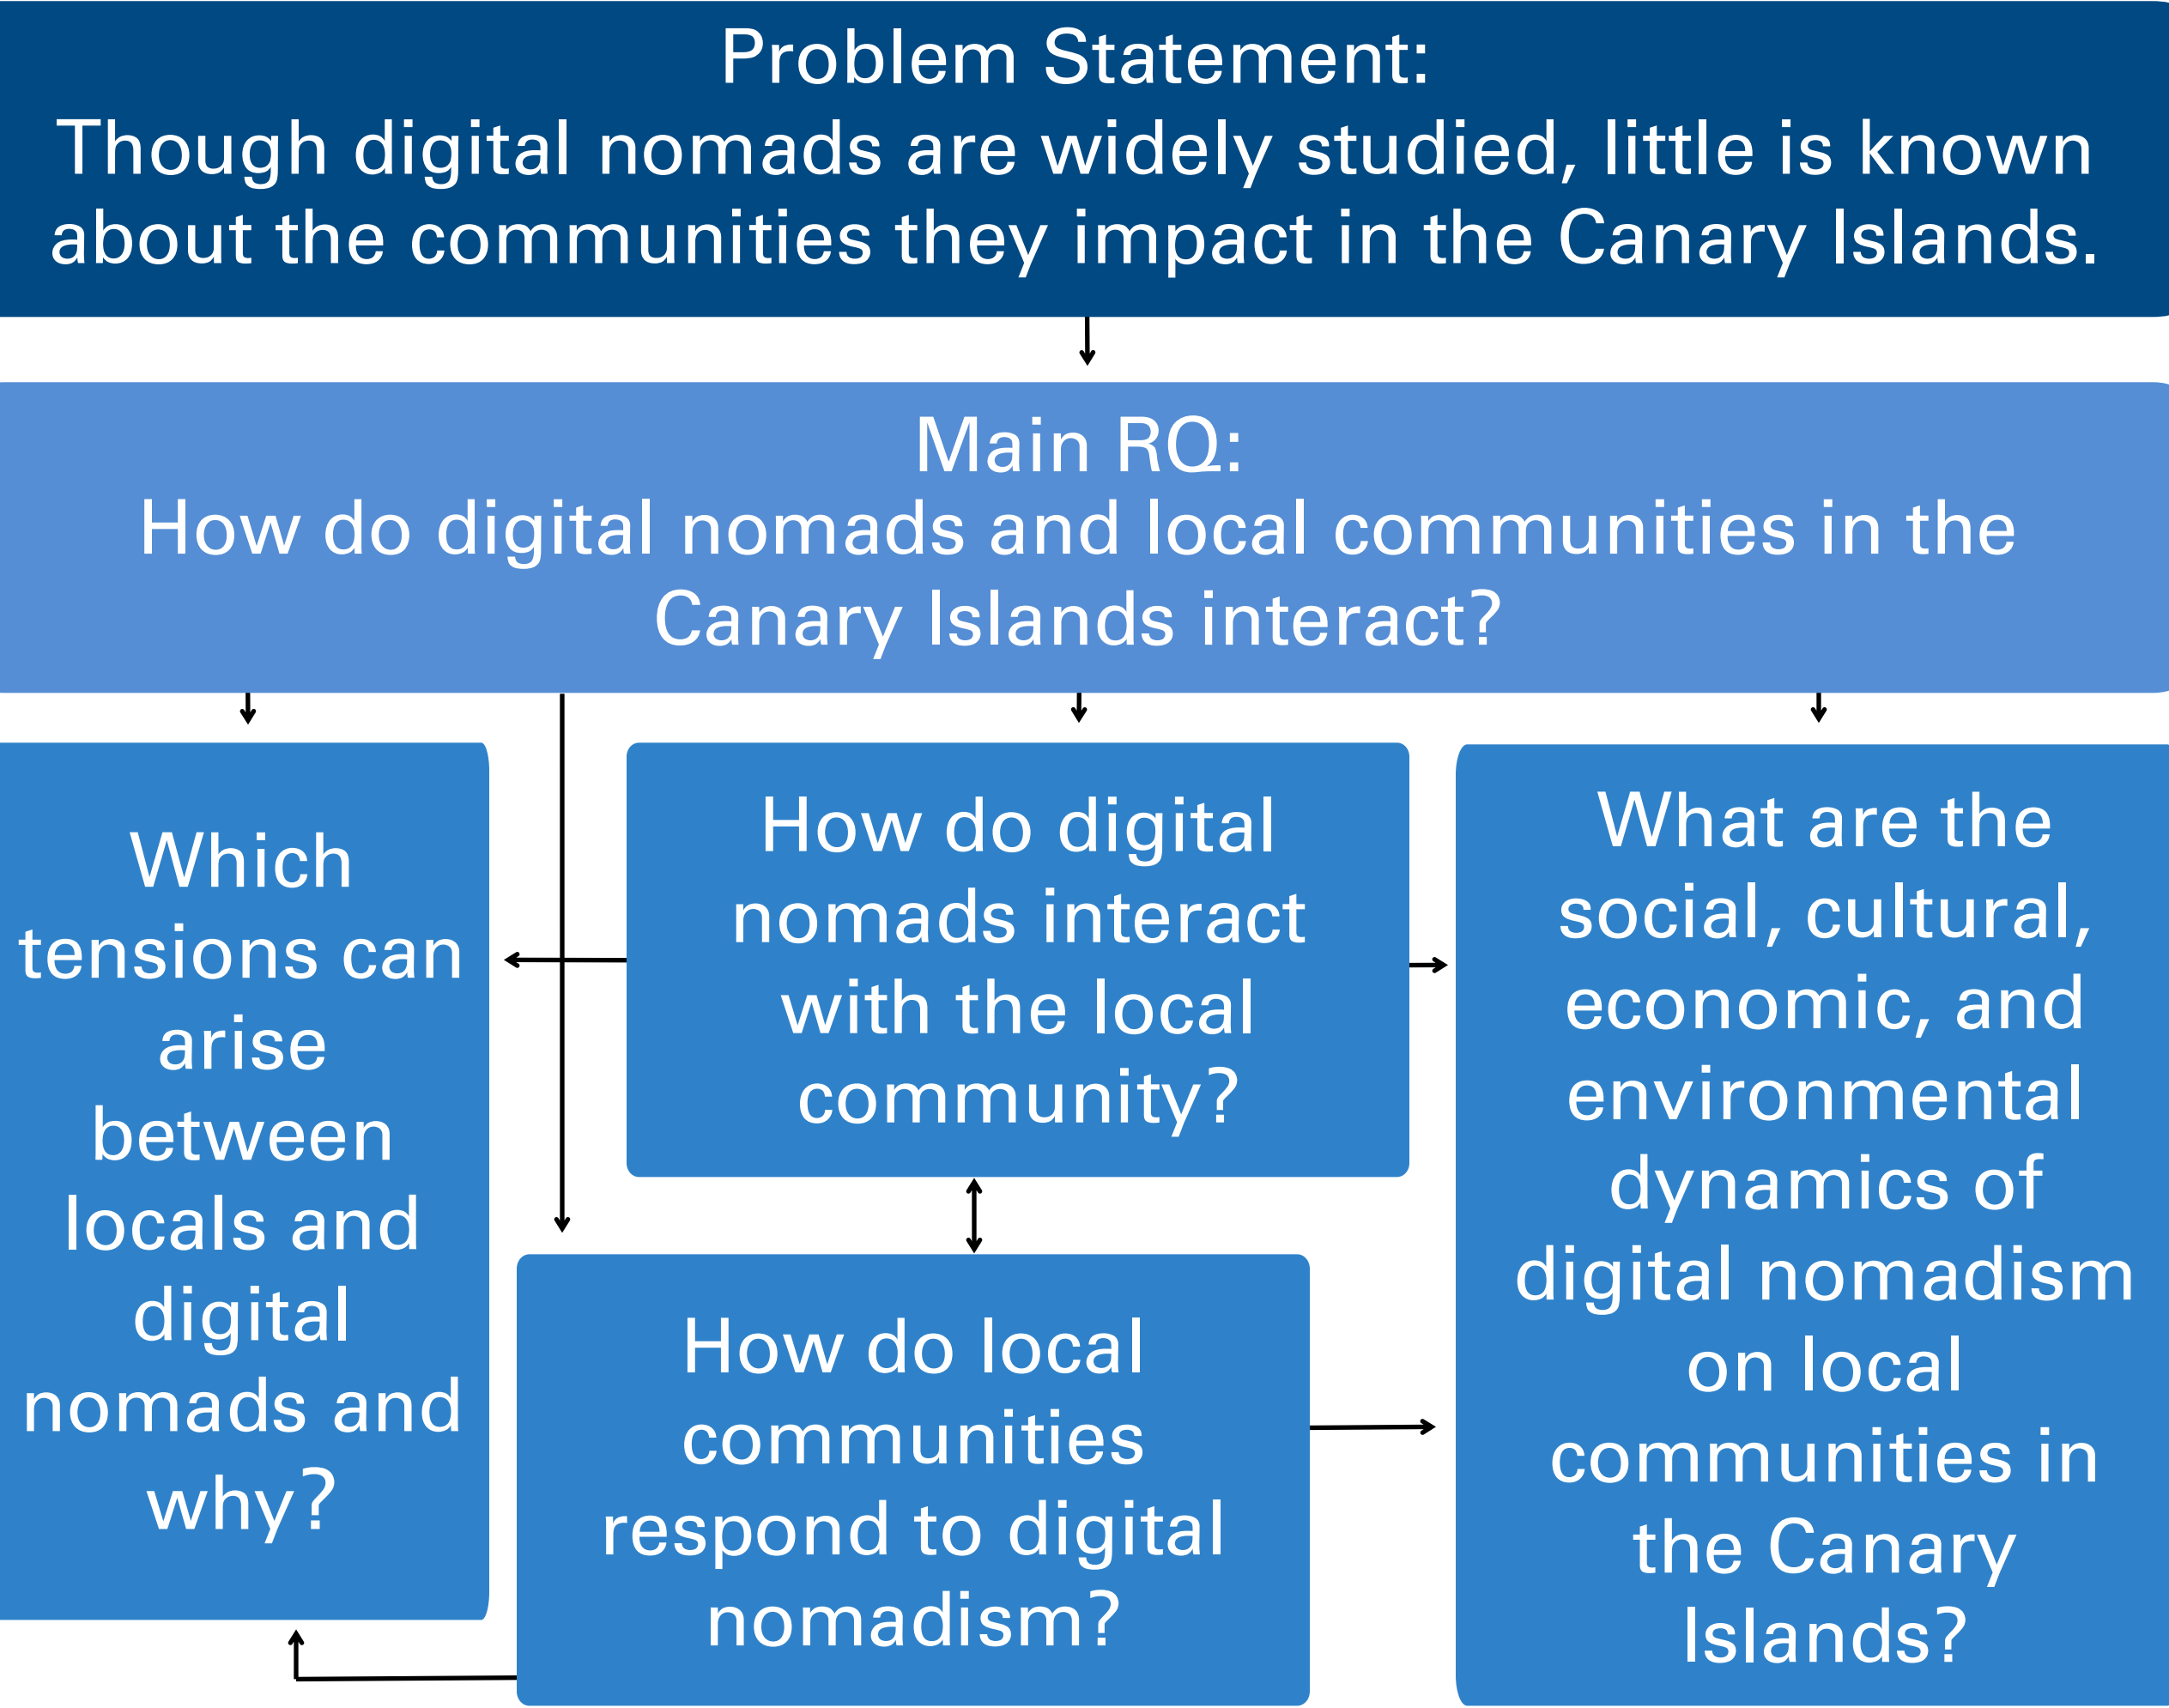 Problem Statement:
Though digital nomads are widely studied, little is known
about the communities they impact in the Canary Islands.
Main RQ:
How do digital nomads and local communities in the
Canary Islands interact?
Which
tensions can
arise
between
locals and
digital
nomads and
why?
How do digital
nomads interact
with the local
community?
How do local
communities
respond to digital
nomadism?
What are the
social, cultural,
economic, and
environmental
dynamics of
digital nomadism
on local
communities in
the Canary
Islands?